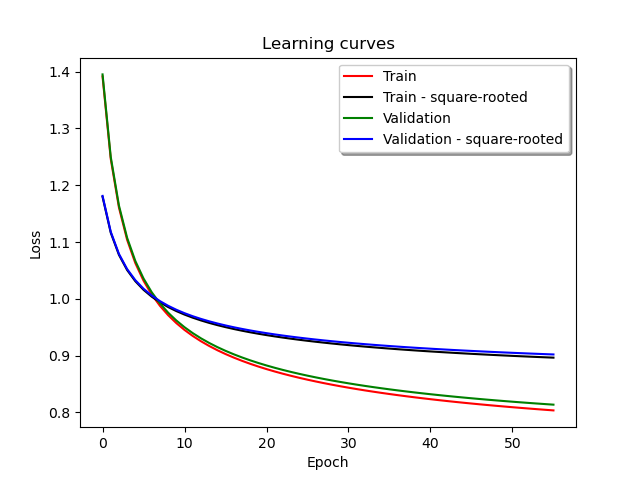 Learning curves
Train
Train - square-rooted
Validation
Validation - square-rooted
Loss
1.4
1.3
1.2
1.1
1.0
0.9
0.8
0 10 20 30 40 50
Epoch